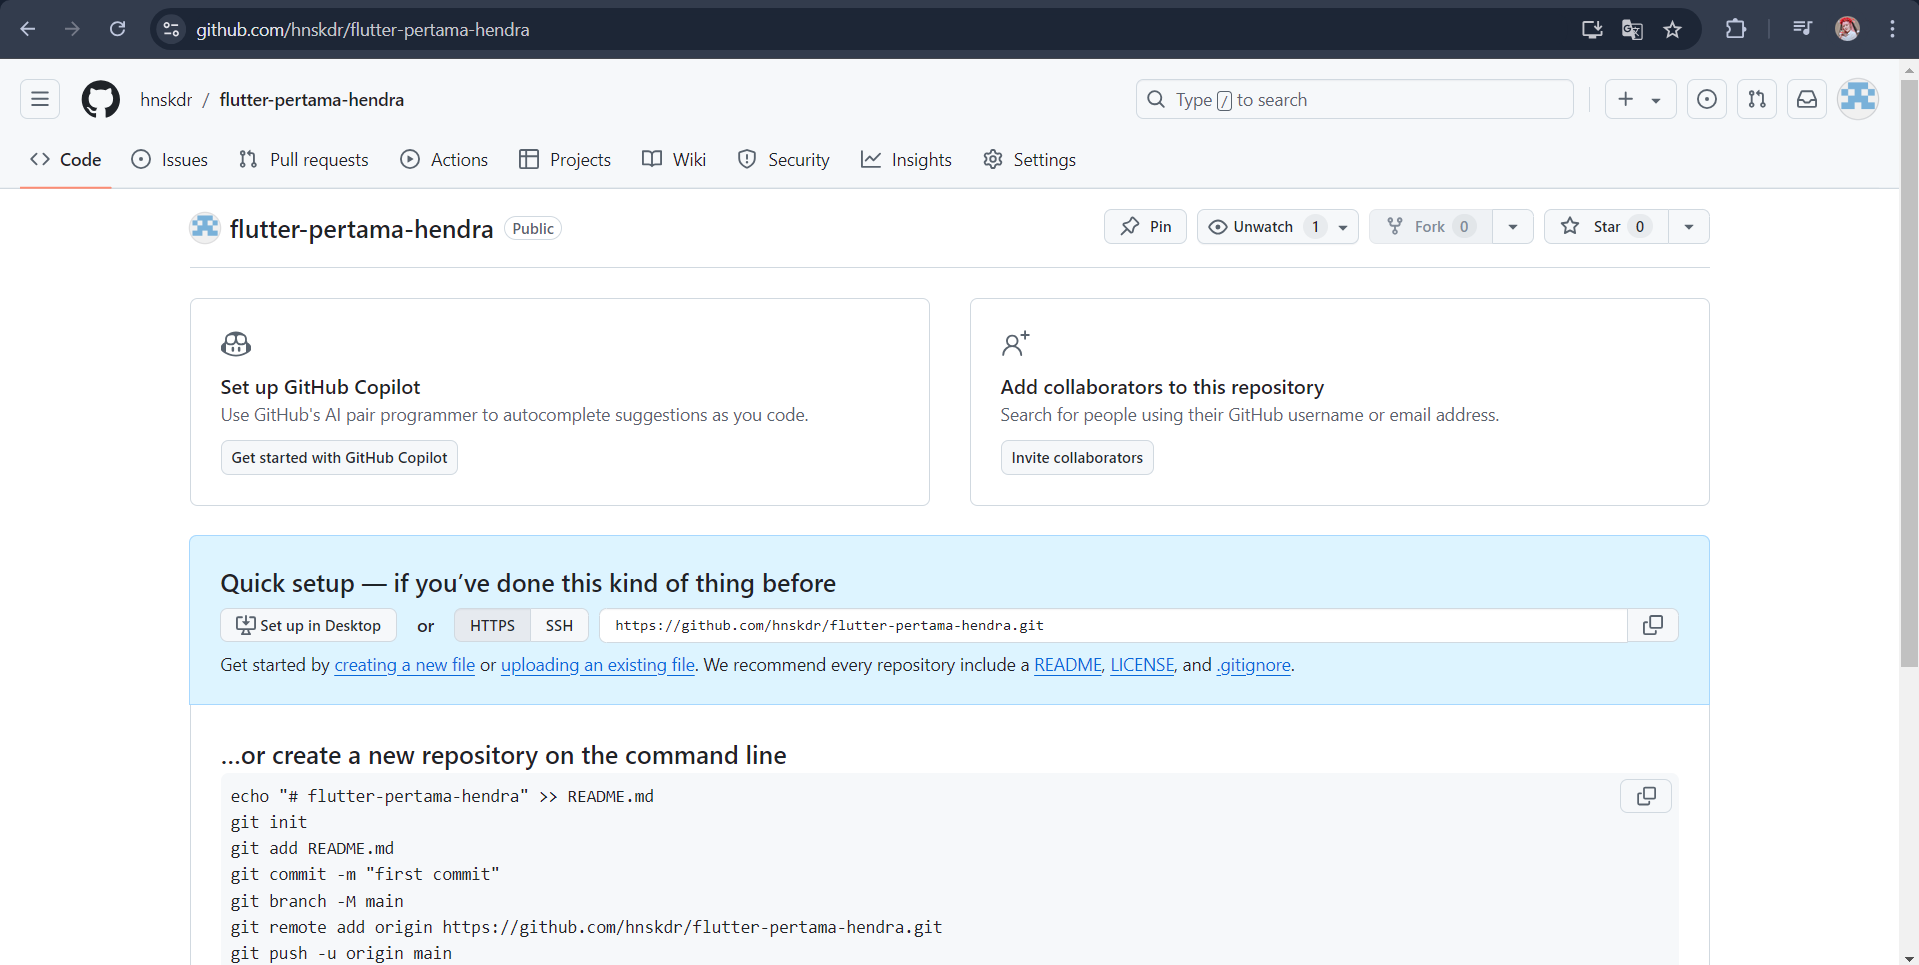 github.com/hnskdr/flutter-pertama-hendra
hnskdr / flutter-pertama-hendra
Type / to search
Code Issues Pull requests Actions Projects Wiki Security Insights Settings
flutter-pertama-hendra Public
Pin Unwatch 1 Fork 0 Star 0
Set up GitHub Copilot
Use GitHub's AI pair programmer to autocomplete suggestions as you code.
Get started with GitHub Copilot
Add collaborators to this repository
Search for people using their GitHub username or email address.
Invite collaborators
Quick setup — if you’ve done this kind of thing before
Set up in Desktop or HTTPS SSH https://github.com/hnskdr/flutter-pertama-hendra.git
Get started by creating a new file or uploading an existing file. We recommend every repository include a README, LICENSE, and .gitignore.
…or create a new repository on the command line
echo "# flutter-pertama-hendra" >> README.md
git init
git add README.md
git commit -m "first commit"
git branch -M main
git remote add origin https://github.com/hnskdr/flutter-pertama-hendra.git
git push -u origin main